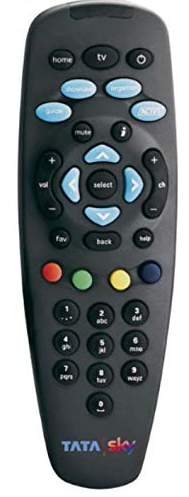 home tv
showcase organiser
guide ACTVE
mute i
+ +
vol select ch
- -
fav back help
1 2 abc 3 def
4 ghi 5 jkl 6 mno
7 pqrs 8 tuv 9 wxyz
0
TATA sky